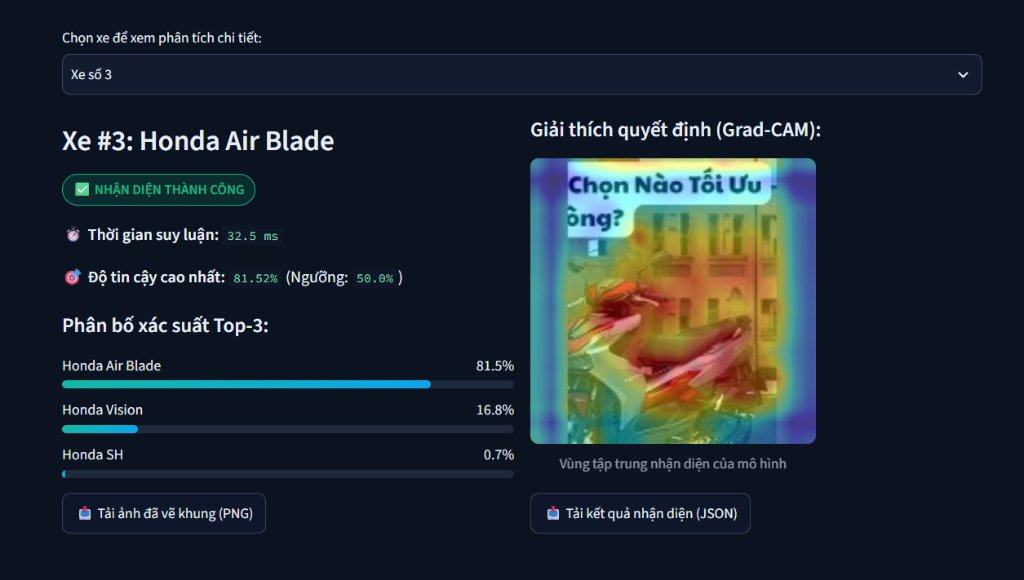 Chọn xe để xem phân tích chi tiết:
Xe số 3
Xe #3: Honda Air Blade
NHẬN DIỆN THÀNH CÔNG
Thời gian suy luận: 32.5 ms
Độ tin cậy cao nhất: 81.52% (Ngưỡng: 50.0% )
Phân bố xác suất Top-3:
Honda Air Blade 81.5%
Honda Vision 16.8%
Honda SH 0.7%
Tải ảnh đã vẽ khung (PNG)
Giải thích quyết định (Grad-CAM):
Chọn Nào Tối Ưu -
ồng?
Vùng tập trung nhận diện của mô hình
Tải kết quả nhận diện (JSON)